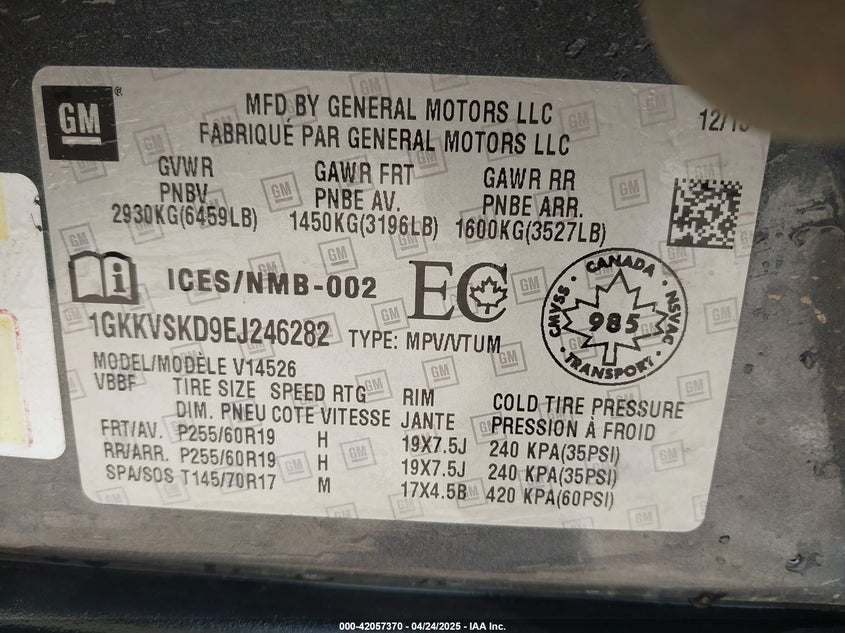 GM ®
MFD BY GENERAL MOTORS LLC
FABRIQUÉ PAR GENERAL MOTORS LLC
GVWR
PNBV
2930KG(6459LB)
GAWR FRT
PNBE AV.
1450KG(3196LB)
GAWR RR
PNBE ARR.
1600KG(3527LB)
ICES/NMB-002
EC
CANADA
CMVSS
985
NSVAC
TRANSPORT
1GKKVSKD9EJ246282 TYPE: MPV/VTUM
MODEL/MODÈLE V14526
VBBF TIRE SIZE SPEED RTG RIM COLD TIRE PRESSURE
DIM. PNEU COTE VITESSE JANTE PRESSION À FROID
FRT/AV. P255/60R19 H 19X7.5J 240 KPA(35PSI)
RR/ARR. P255/60R19 H 19X7.5J 240 KPA(35PSI)
SPA/SOS T145/70R17 M 17X4.5B 420 KPA(60PSI)
000-42057370 - 04/24/2025 - IAA Inc.